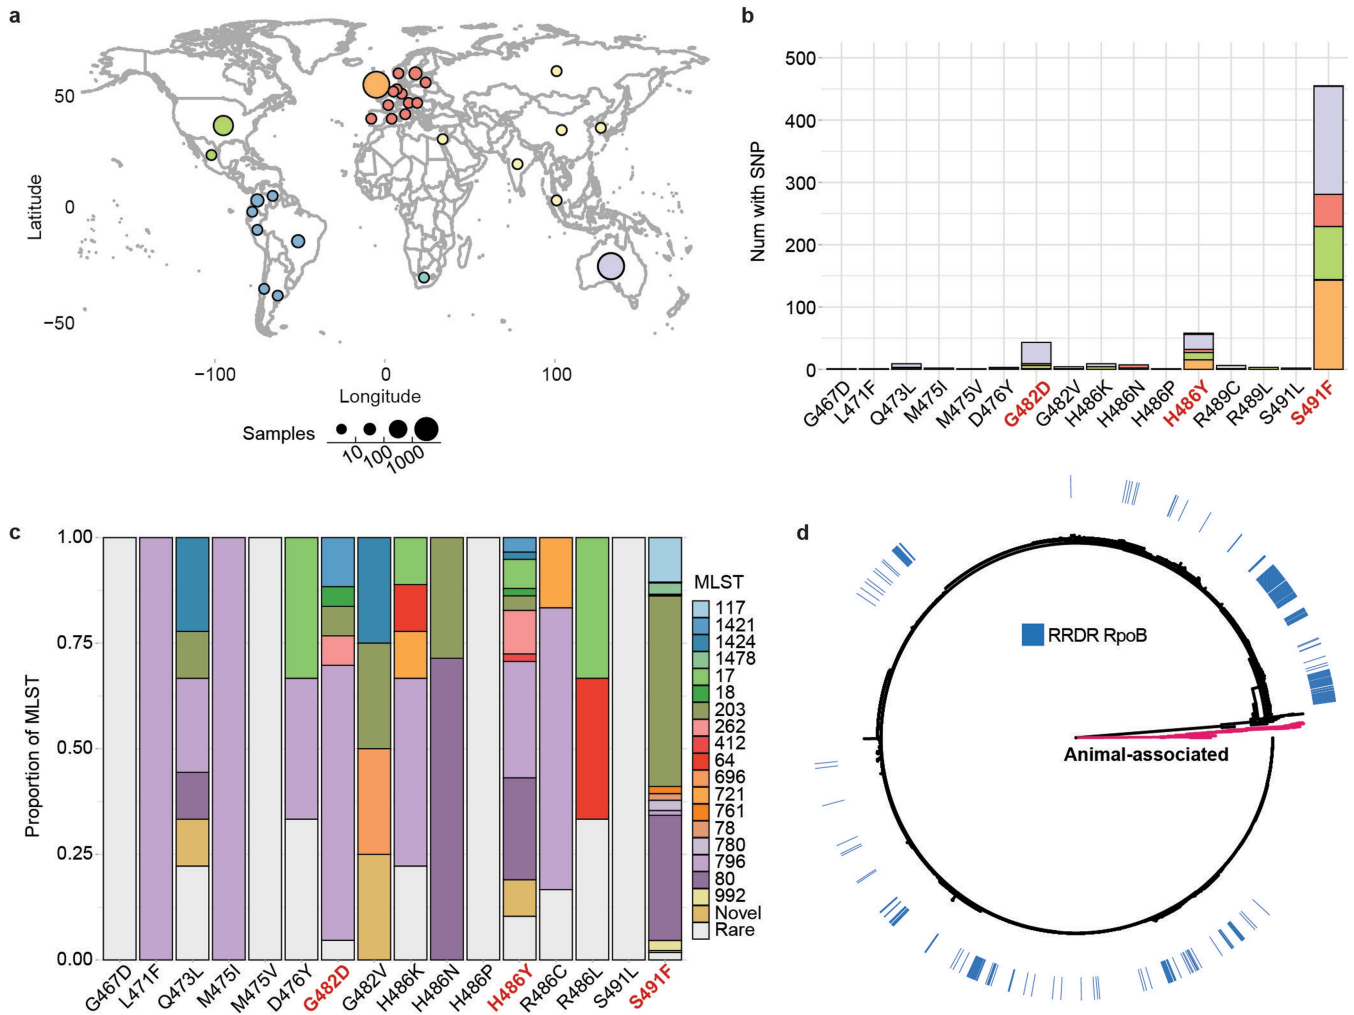 a
50
0
−50
Latitude
−100
0
100
Longitude
Samples
10
100
1000
b
500
400
300
200
100
0
Num with SNP
G467D
L471F
Q473L
M475I
M475V
D476Y
G482D
G482V
H486K
H486N
H486P
H486Y
R489C
R489L
S491L
S491F
c
1.00
0.75
0.50
0.25
0.00
Proportion of MLST
G467D
L471F
Q473L
M475I
M475V
D476Y
G482D
G482V
H486K
H486N
H486P
H486Y
R486C
R486L
S491L
S491F
MLST
117
1421
1424
1478
17
18
203
262
412
64
696
721
761
78
780
796
80
992
Novel
Rare
d
RRDR RpoB
Animal-associated